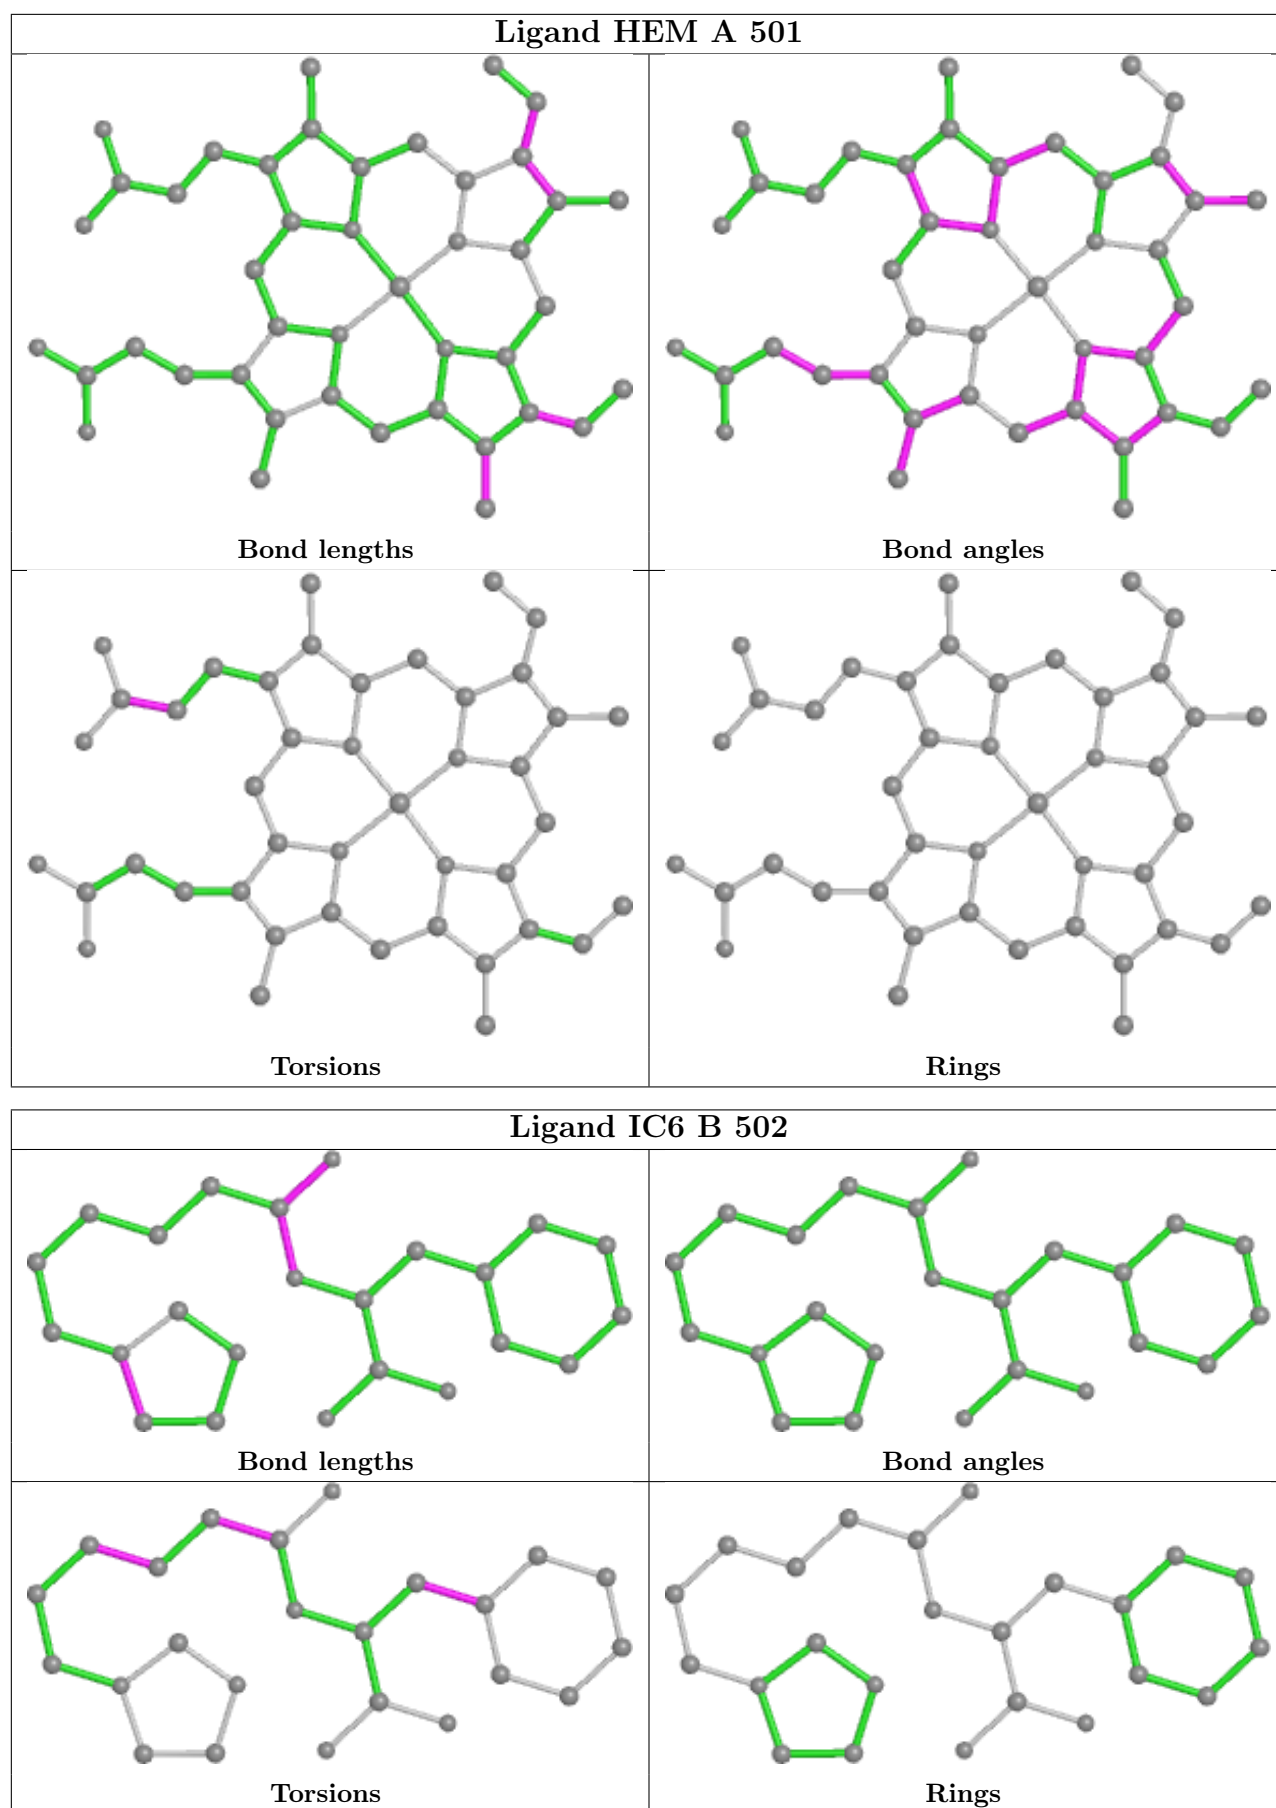 Ligand HEM A 501
Bond lengths
Bond angles
Torsions
Rings
Ligand IC6 B 502
Bond lengths
Bond angles
Torsions
Rings